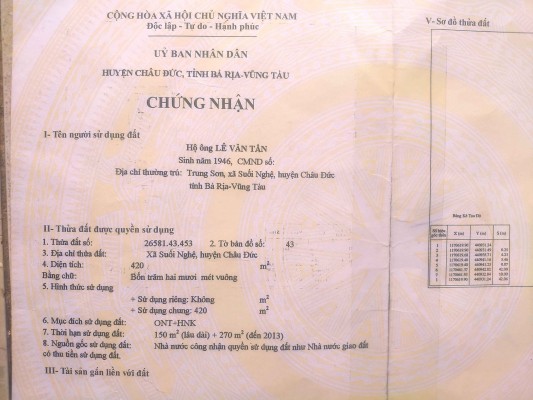 CỘNG HÒA XÃ HỘI CHỦ NGHĨA VIỆT NAM
Độc lập - Tự do - Hạnh phúc
UỶ BAN NHÂN DÂN
HUYỆN CHÂU ĐỨC, TỈNH BÀ RỊA-VŨNG TÀU
CHỨNG NHẬN
I- Tên người sử dụng đất
Hộ ông LÊ VĂN TÂN
Sinh năm 1946, CMND số:
Địa chỉ thường trú: Trung Sơn, xã Suối Nghệ, huyện Châu Đức
tỉnh Bà Rịa-Vũng Tàu
II- Thửa đất được quyền sử dụng
1. Thửa đất số: 26581.43.453 2. Tờ bản đồ số: 43
3. Địa chỉ thửa đất: Xã Suối Nghệ, huyện Châu Đức
4. Diện tích: 420 m²
Bằng chữ: Bốn trăm hai mươi mét vuông
5. Hình thức sử dụng
+ Sử dụng riêng: Không m²
+ Sử dụng chung: 420 m²
6. Mục đích sử dụng đất: ONT+HNK
7. Thời hạn sử dụng đất: 150 m² (lâu dài) + 270 m² (đến 2013)
8. Nguồn gốc sử dụng đất: Nhà nước công nhận quyền sử dụng đất như Nhà nước giao đất
có thu tiền sử dụng đất.
III- Tài sản gắn liền với đất
V- Sơ đồ thửa đất
Bảng Kê Tọa Độ
X (m) Y (m) S (m)